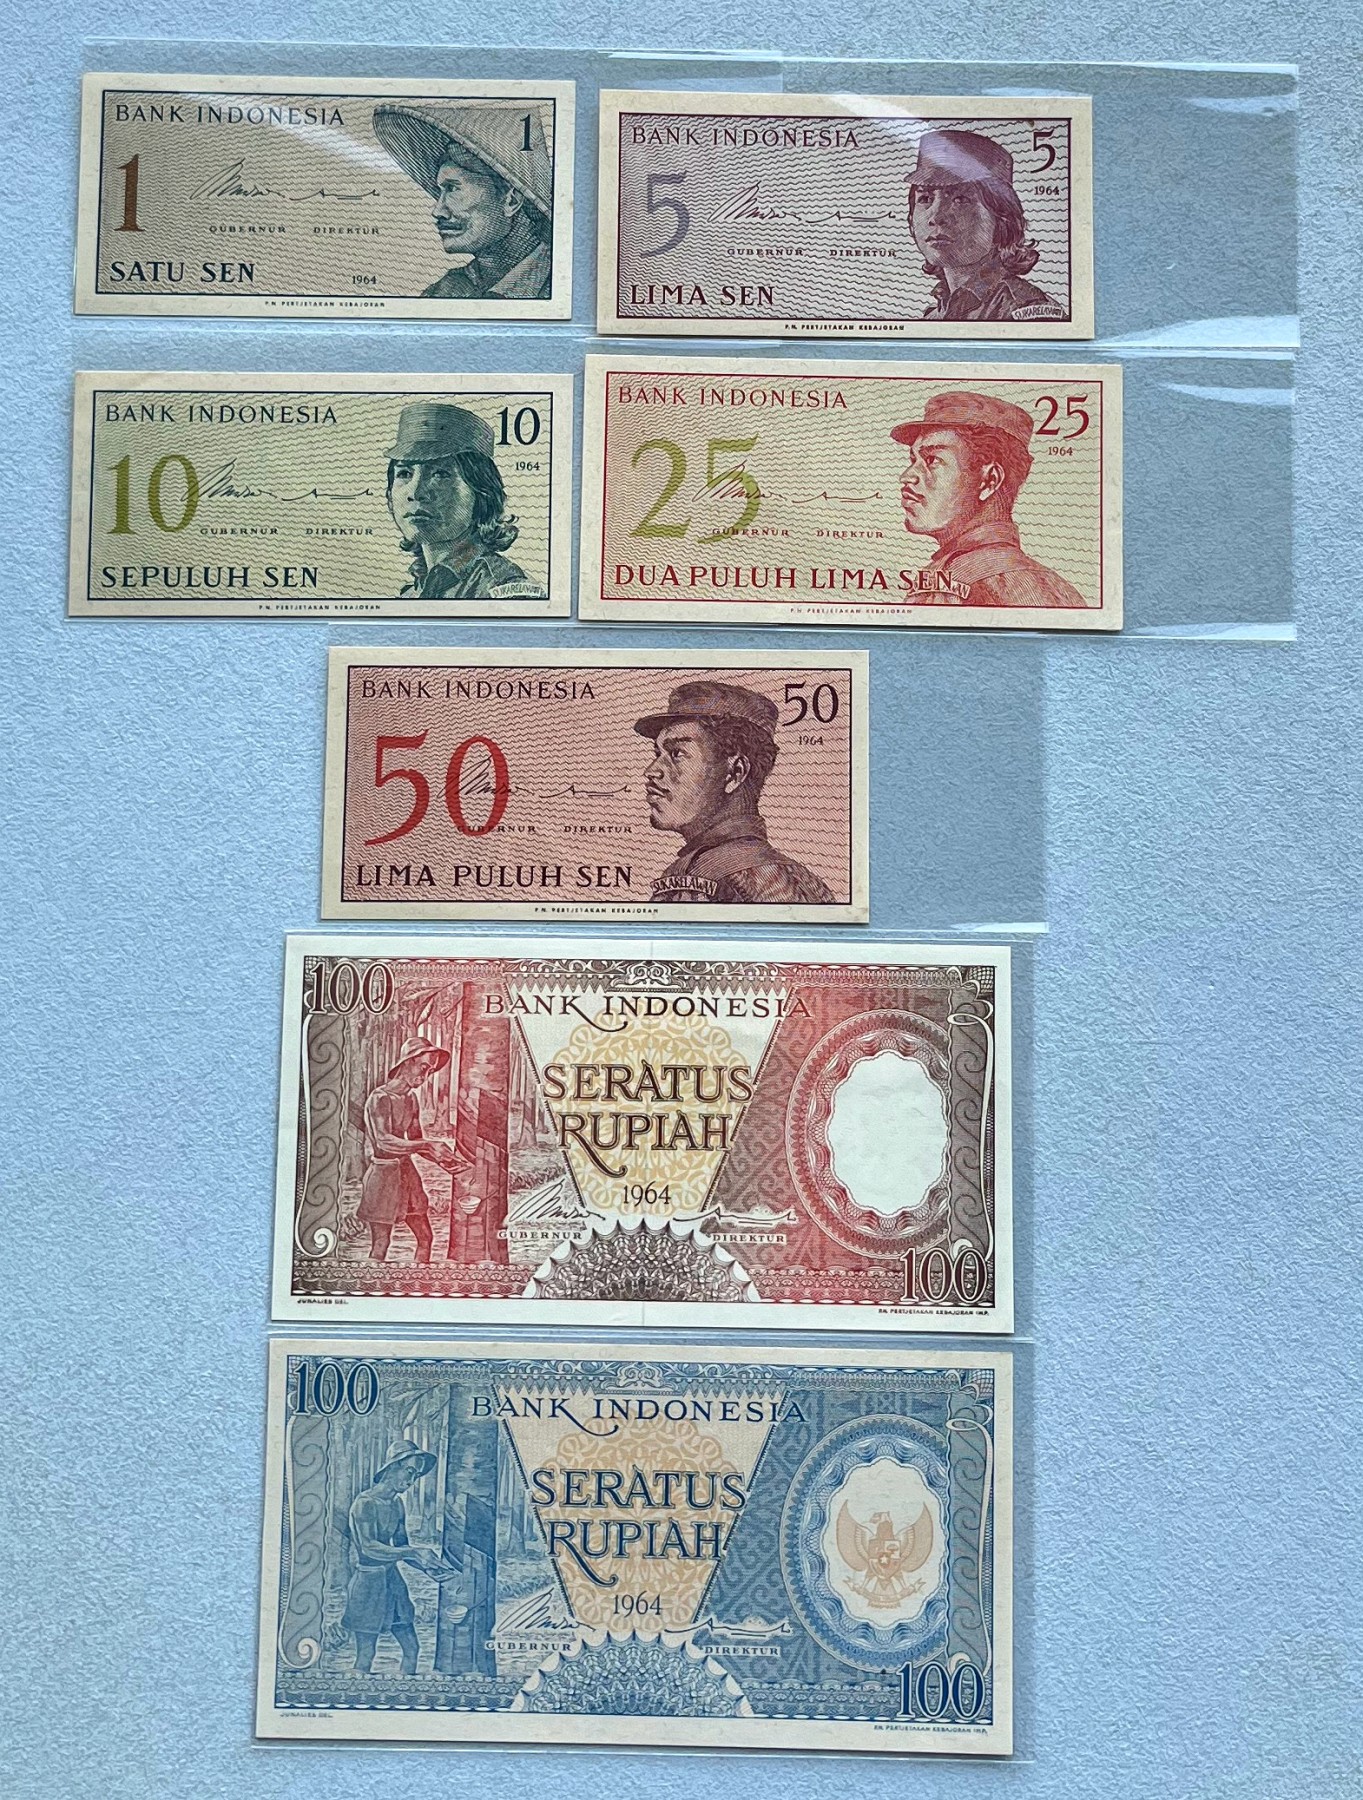 BANK INDONESIA
1
1
GUBERNUR DIREKTUR
SATU SEN
1964
P.N. PERTJETAKAN KEBAJORAN
BANK INDONESIA
5
1964
5
GUBERNUR DIREKTUR
LIMA SEN
SUKARELAWAN
P.N. PERTJETAKAN KEBAJORAN
BANK INDONESIA
10
1964
10
GUBERNUR DIREKTUR
SEPULUH SEN
SUKARELAWAN
P.N. PERTJETAKAN KEBAJORAN
BANK INDONESIA
25
1964
25
GUBERNUR DIREKTUR
DUA PULUH LIMA SEN
P.N. PERTJETAKAN KEBAJORAN
BANK INDONESIA
50
1964
50
GUBERNUR DIREKTUR
LIMA PULUH SEN
SUKARELAWAN
P.N. PERTJETAKAN KEBAJORAN
100
BANK INDONESIA
SERATUS
RUPIAH
1964
GUBERNUR DIREKTUR
100
JUNALIES DEL.
P.N. PERTJETAKAN KEBAJORAN IMP.
100
BANK INDONESIA
SERATUS
RUPIAH
1964
GUBERNUR DIREKTUR
100
JUNALIES DEL.
P.N. PERTJETAKAN KEBAJORAN IMP.